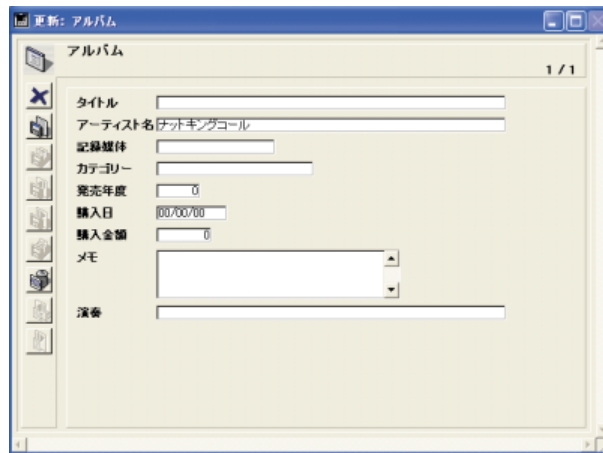 更新: アルバム
アルバム
1 / 1
タイトル
アーティスト名 ナットキングコール
記録媒体
カテゴリー
発売年度 0
購入日 00/00/00
購入金額 0
メモ
演奏